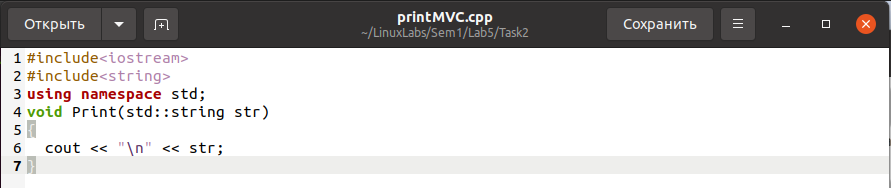 Открыть
printMVC.cpp
~/LinuxLabs/Sem1/Lab5/Task2
Сохранить
1 #include<iostream>
2 #include<string>
3 using namespace std;
4 void Print(std::string str)
5 {
6   cout << "\n" << str;
7 }